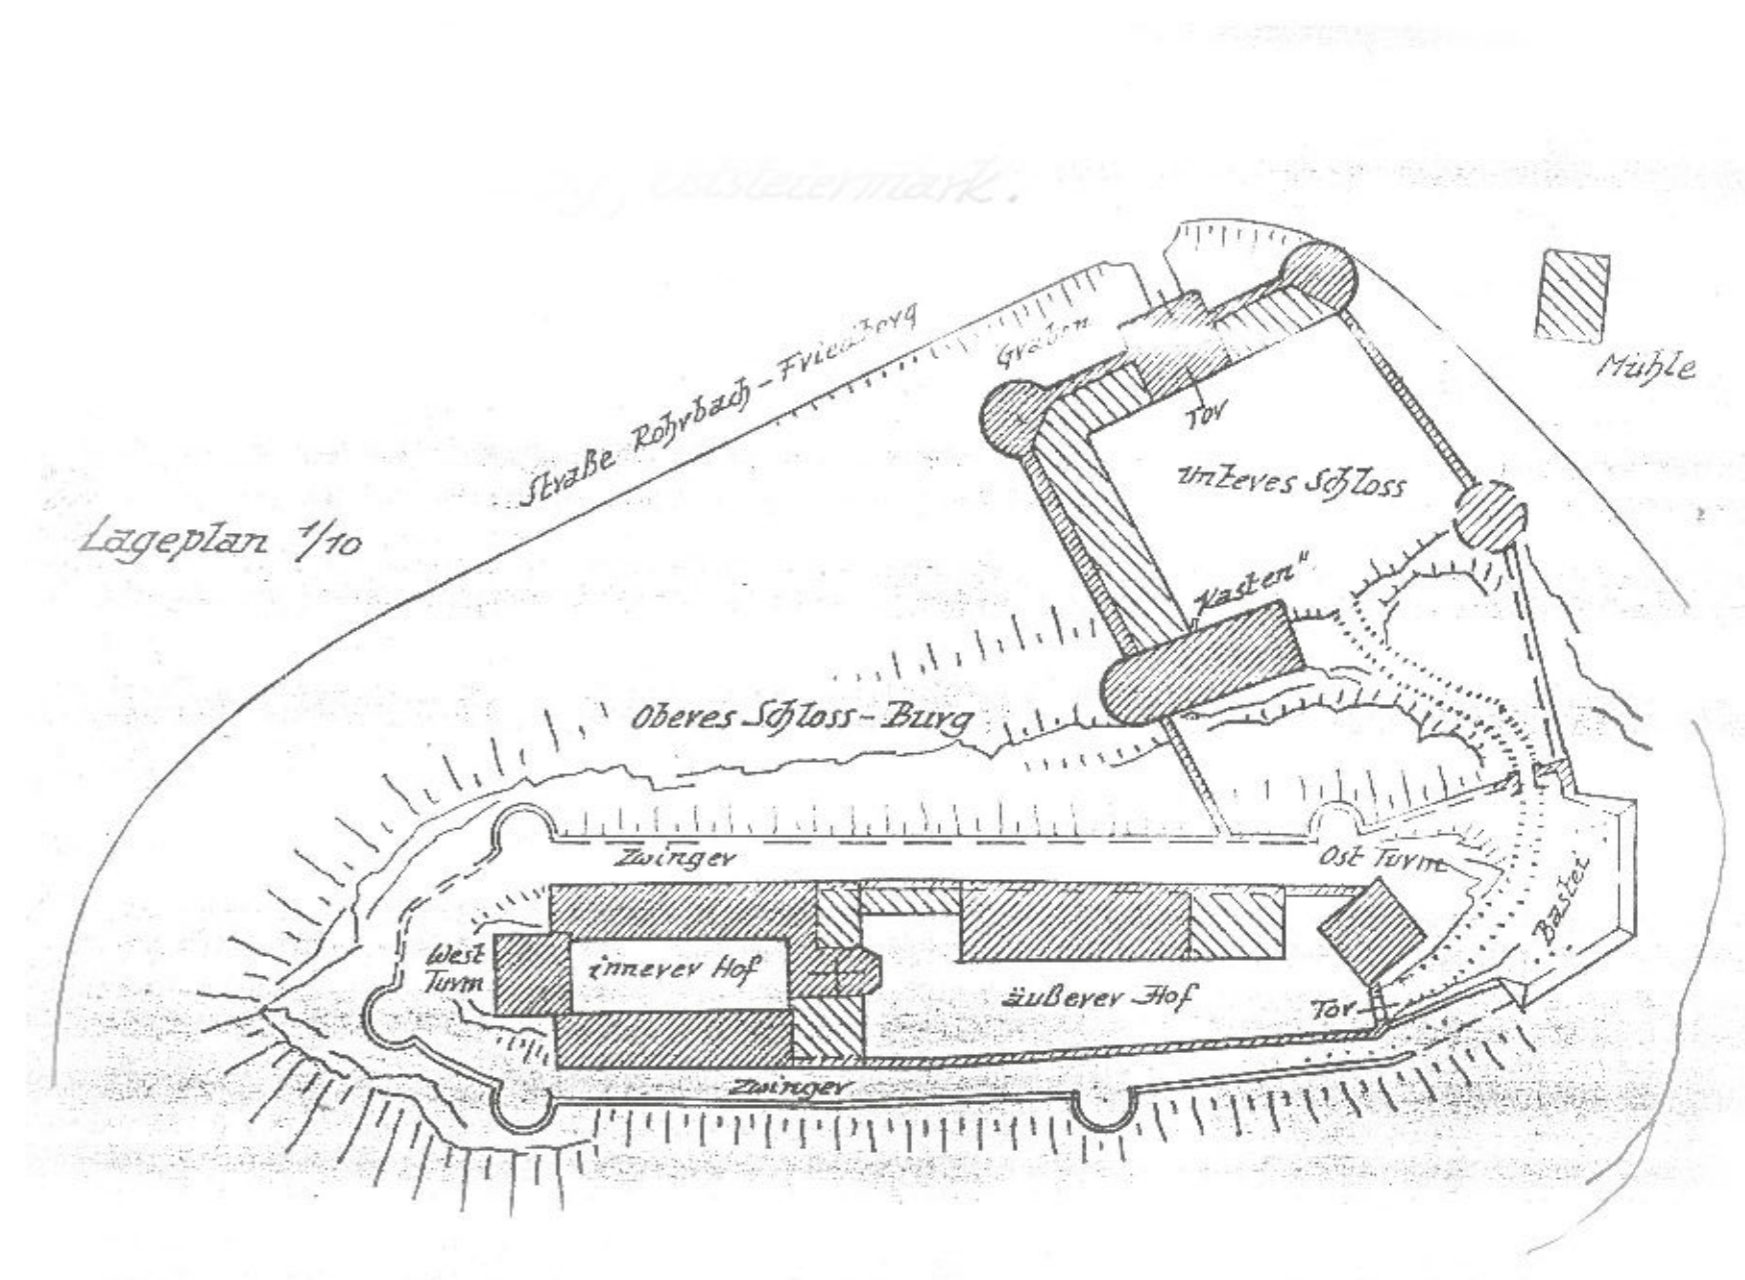 Oststeiermark.
Straße Rohrbach-Friedberg
Graben
Mühle
Tor
unteres Schloss
Lageplan 1/10
„Kasten"
Oberes Schloss-Burg
Zwinger
Ost Turm
Bastei
West
Turm
innerer Hof
äußerer Hof
Tor
Zwinger